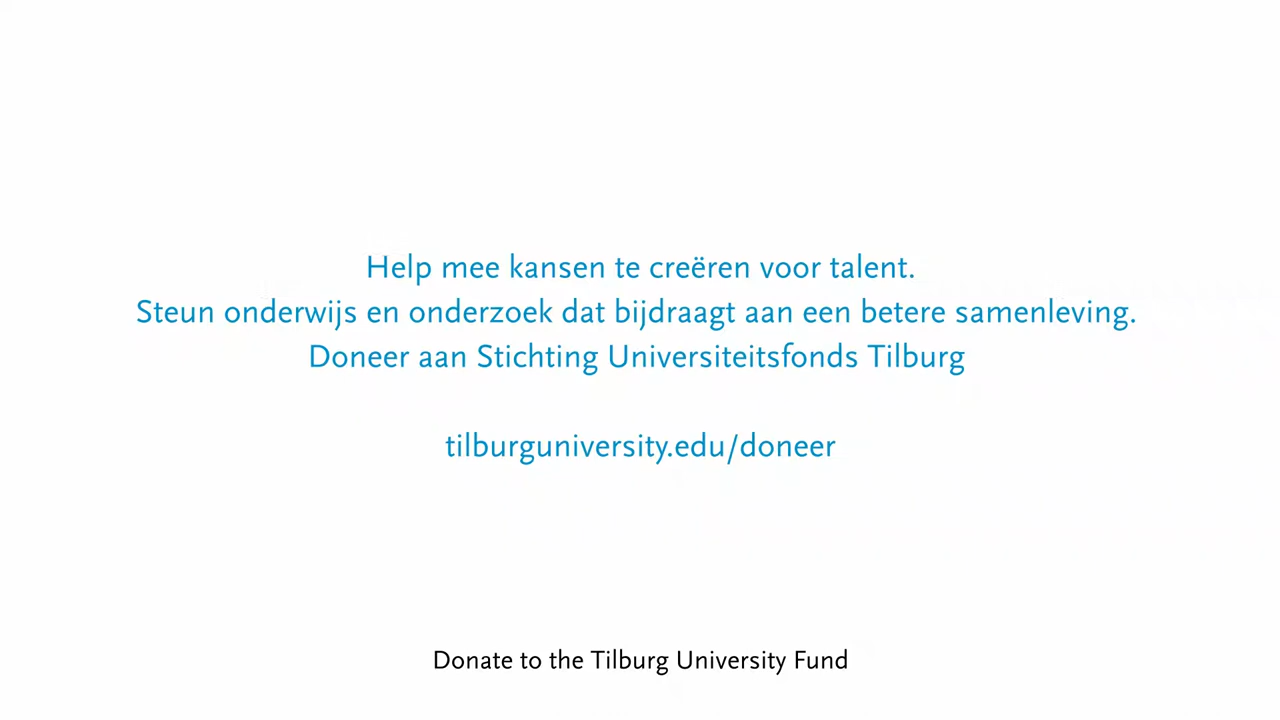 Help mee kansen te creëren voor talent.
Steun onderwijs en onderzoek dat bijdraagt aan een betere samenleving.
Doneer aan Stichting Universiteitsfonds Tilburg
tilburguniversity.edu/doneer
Donate to the Tilburg University Fund